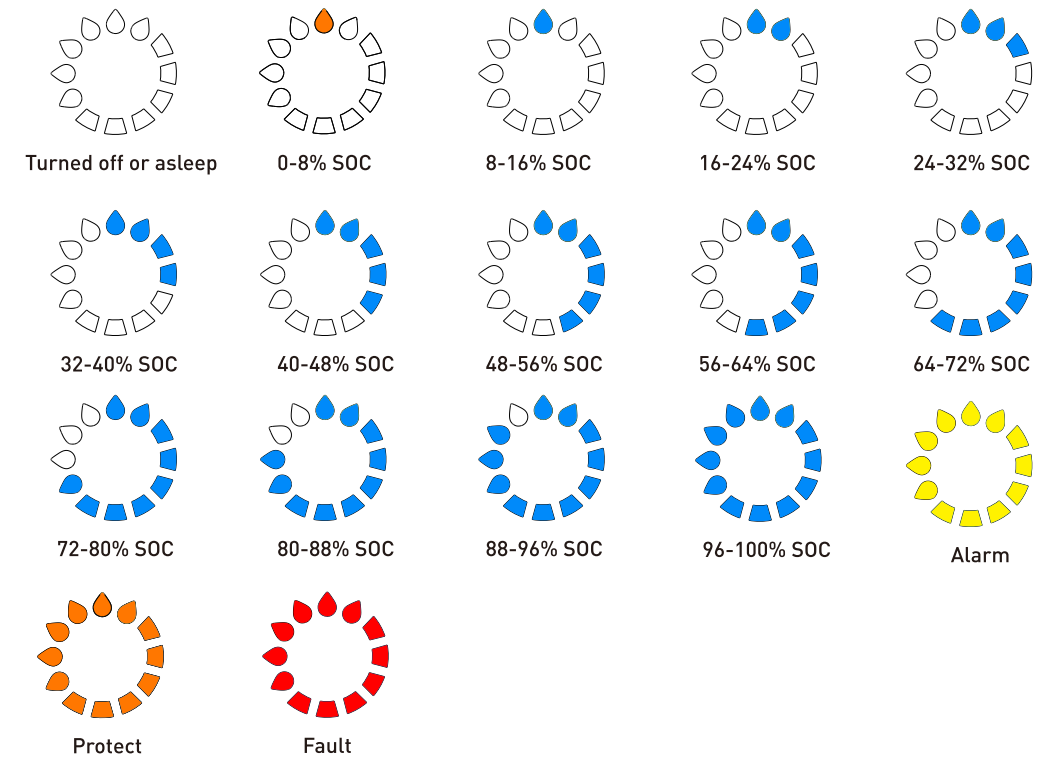 Turned off or asleep
0-8% SOC
8-16% SOC
16-24% SOC
24-32% SOC
32-40% SOC
40-48% SOC
48-56% SOC
56-64% SOC
64-72% SOC
72-80% SOC
80-88% SOC
88-96% SOC
96-100% SOC
Alarm
Protect
Fault